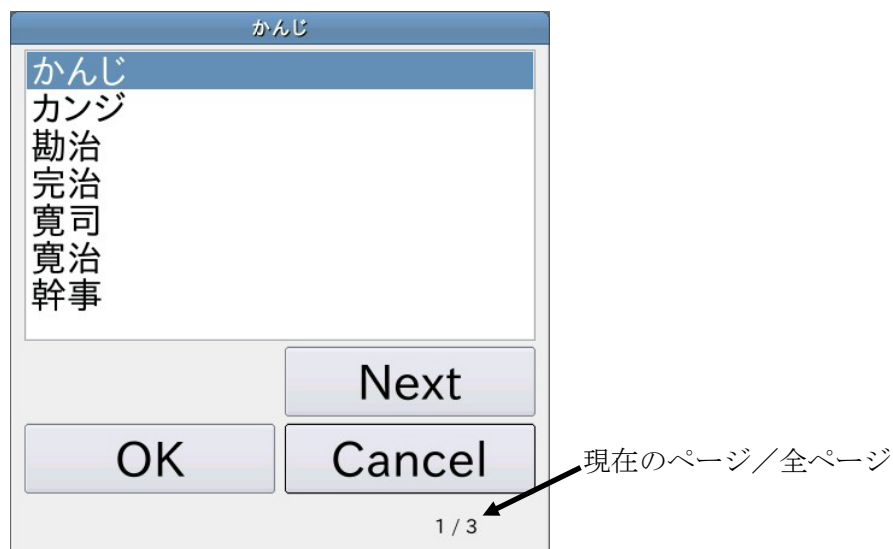 かんじ
かんじ
カンジ
勘治
完治
寛司
寛治
幹事
Next
OK
Cancel
現在のページ／全ページ
1 / 3